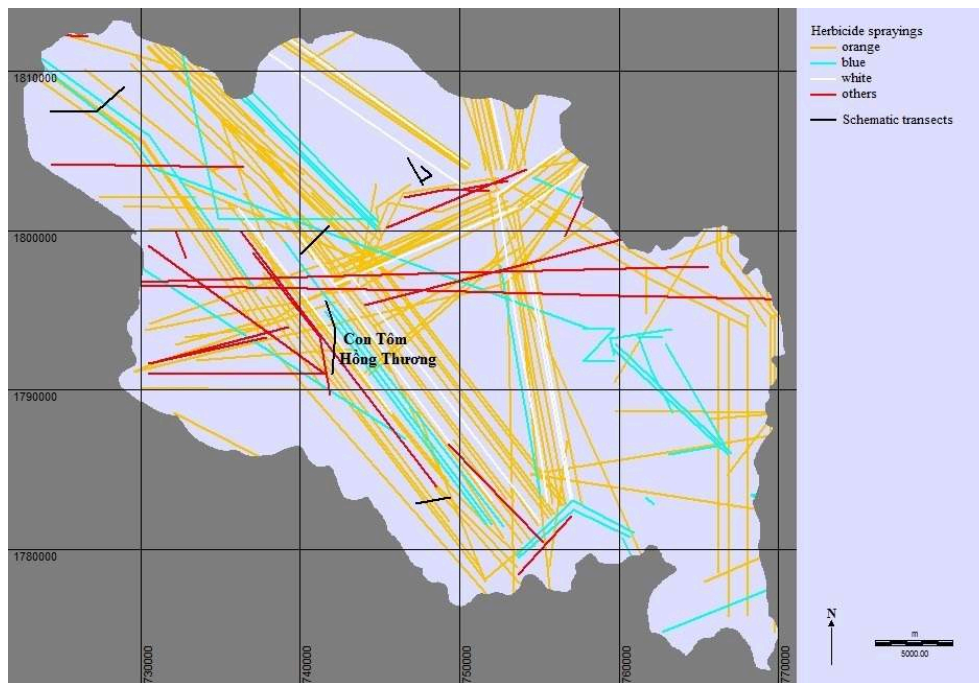 Herbicide sprayings
orange
blue
white
others
Schematic transects
1810000
1800000
Con Tôm
Hồng Thương
1790000
1780000
730000
740000
750000
760000
770000
N
m
5000.00